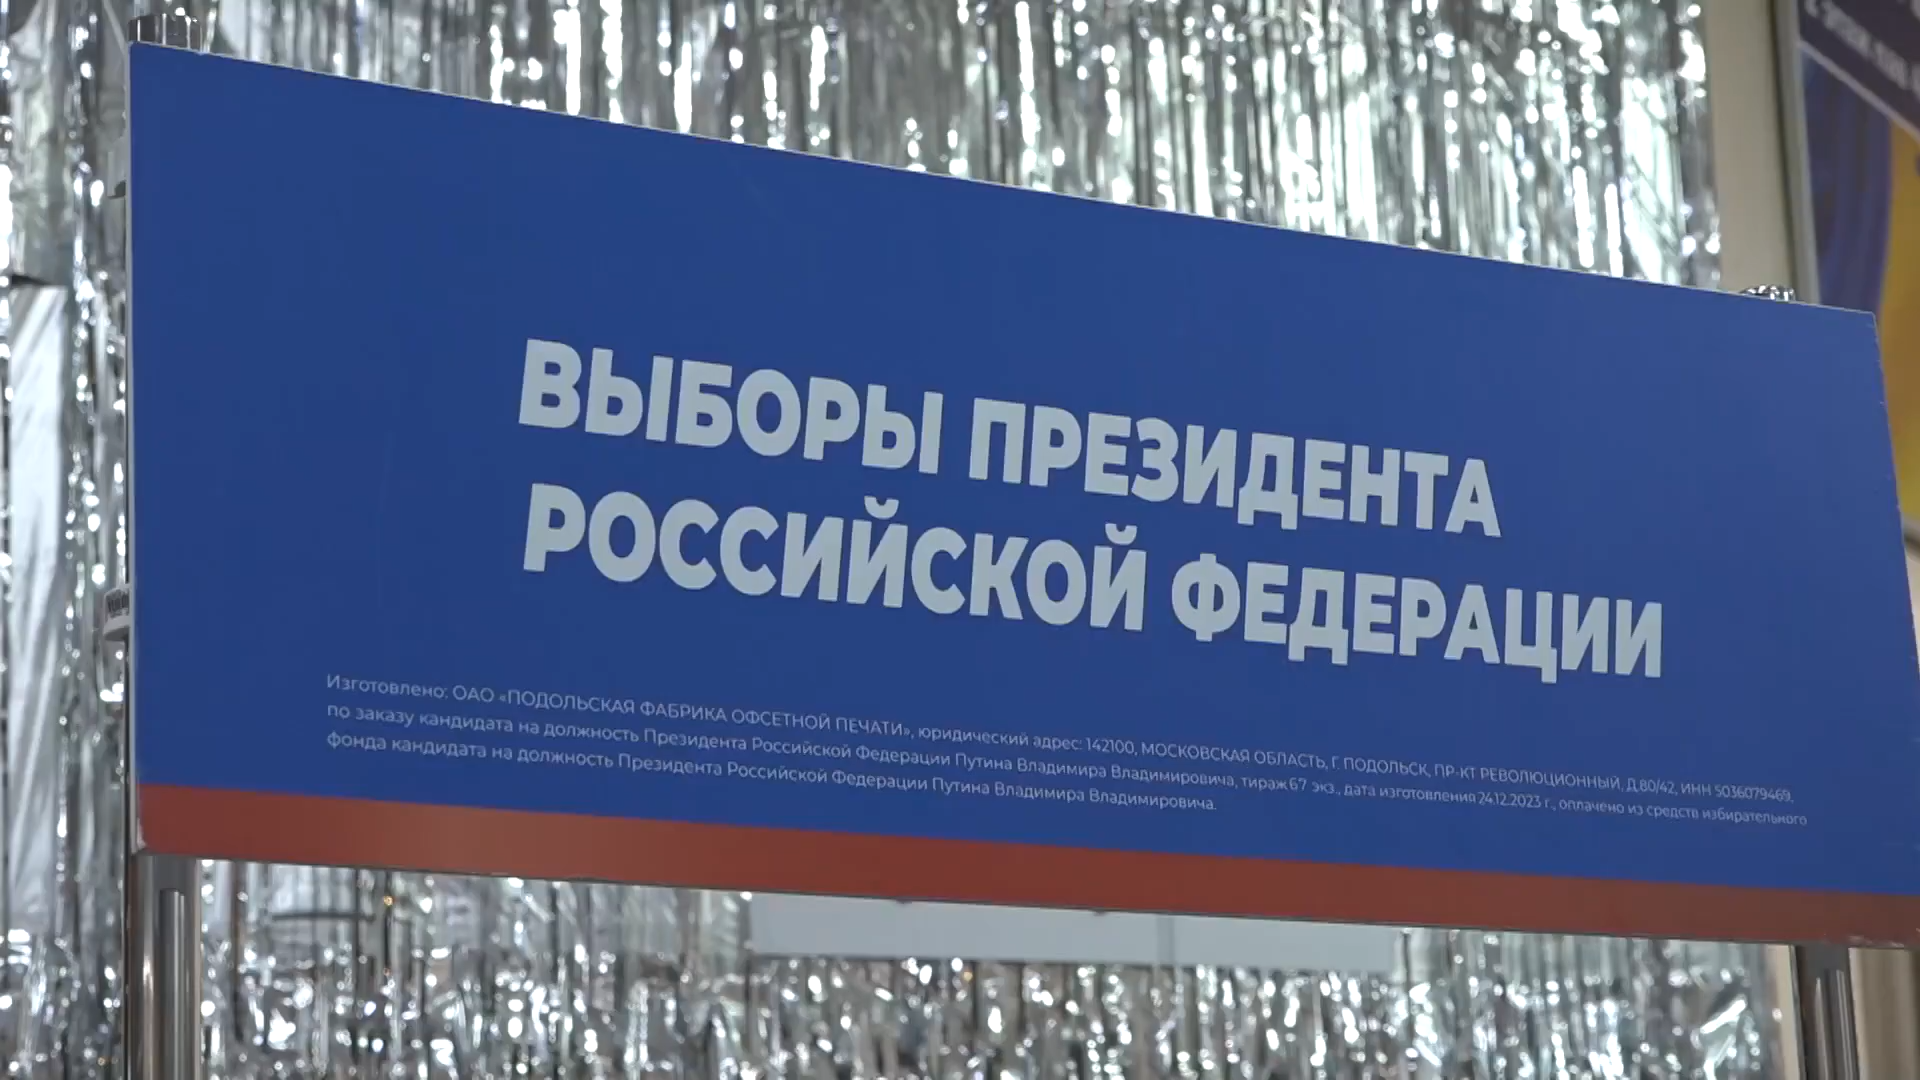 ВЫБОРЫ ПРЕЗИДЕНТА
РОССИЙСКОЙ ФЕДЕРАЦИИ
Изготовлено: ОАО «ПОДОЛЬСКАЯ ФАБРИКА ОФСЕТНОЙ ПЕЧАТИ», юридический адрес: 142100, МОСКОВСКАЯ ОБЛАСТЬ, Г. ПОДОЛЬСК, ПР-КТ РЕВОЛЮЦИОННЫЙ, Д.80/42, ИНН 5036079469,
по заказу кандидата на должность Президента Российской Федерации Путина Владимира Владимировича, тираж 67 экз., дата изготовления 24.12.2023 г., оплачено из средств избирательного
фонда кандидата на должность Президента Российской Федерации Путина Владимира Владимировича.